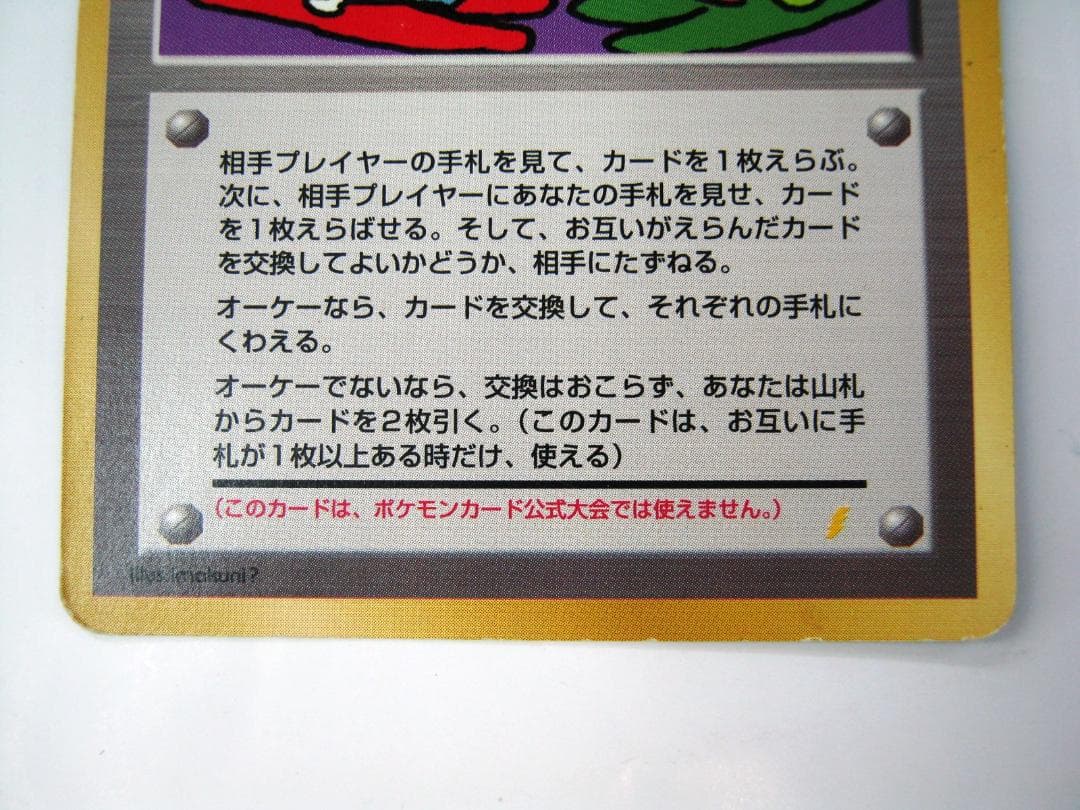 相手プレイヤーの手札を見て、カードを1枚えらぶ。
次に、相手プレイヤーにあなたの手札を見せ、カード
を1枚えらばせる。そして、お互いがえらんだカード
を交換してよいかどうか、相手にたずねる。
オーケーなら、カードを交換して、それぞれの手札に
くわえる。
オーケーでないなら、交換はおこらず、あなたは山札
からカードを2枚引く。（このカードは、お互いに手
札が1枚以上ある時だけ、使える）
（このカードは、ポケモンカード公式大会では使えません。）
Illus. Imakuni?